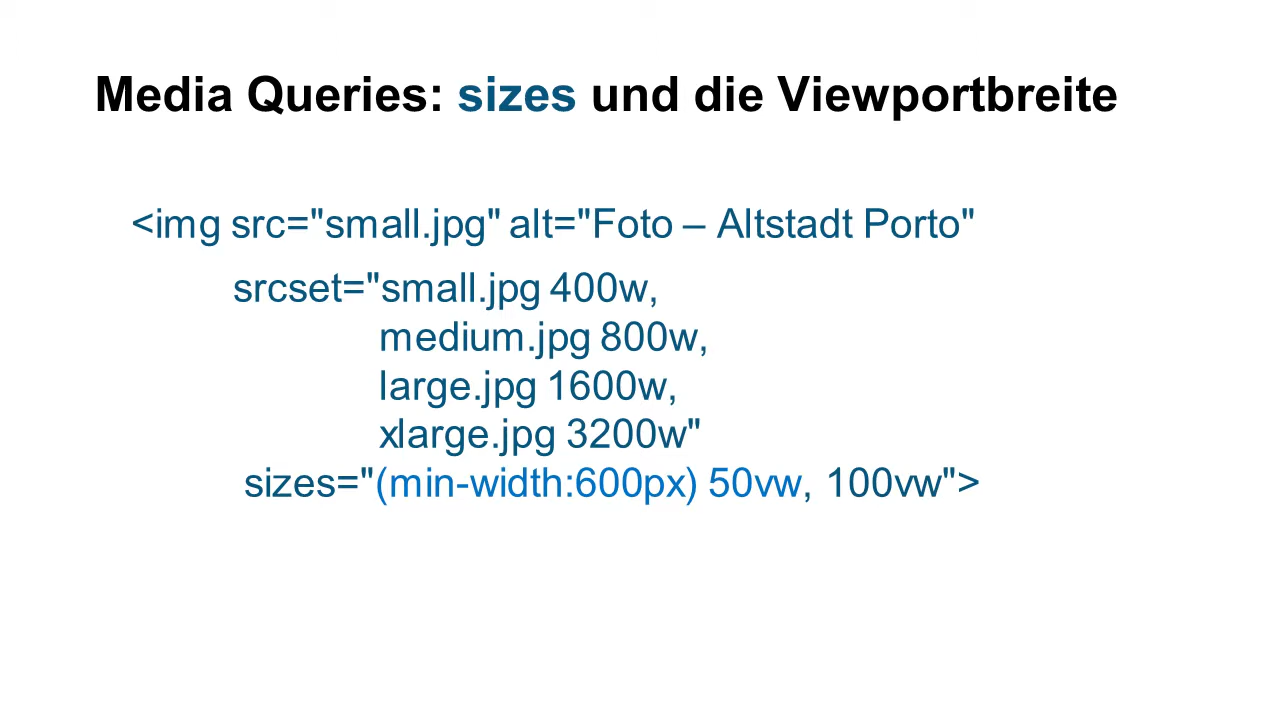 Media Queries: sizes und die Viewportbreite
<img src="small.jpg" alt="Foto – Altstadt Porto"
srcset="small.jpg 400w,
medium.jpg 800w,
large.jpg 1600w,
xlarge.jpg 3200w"
sizes="(min-width:600px) 50vw, 100vw">